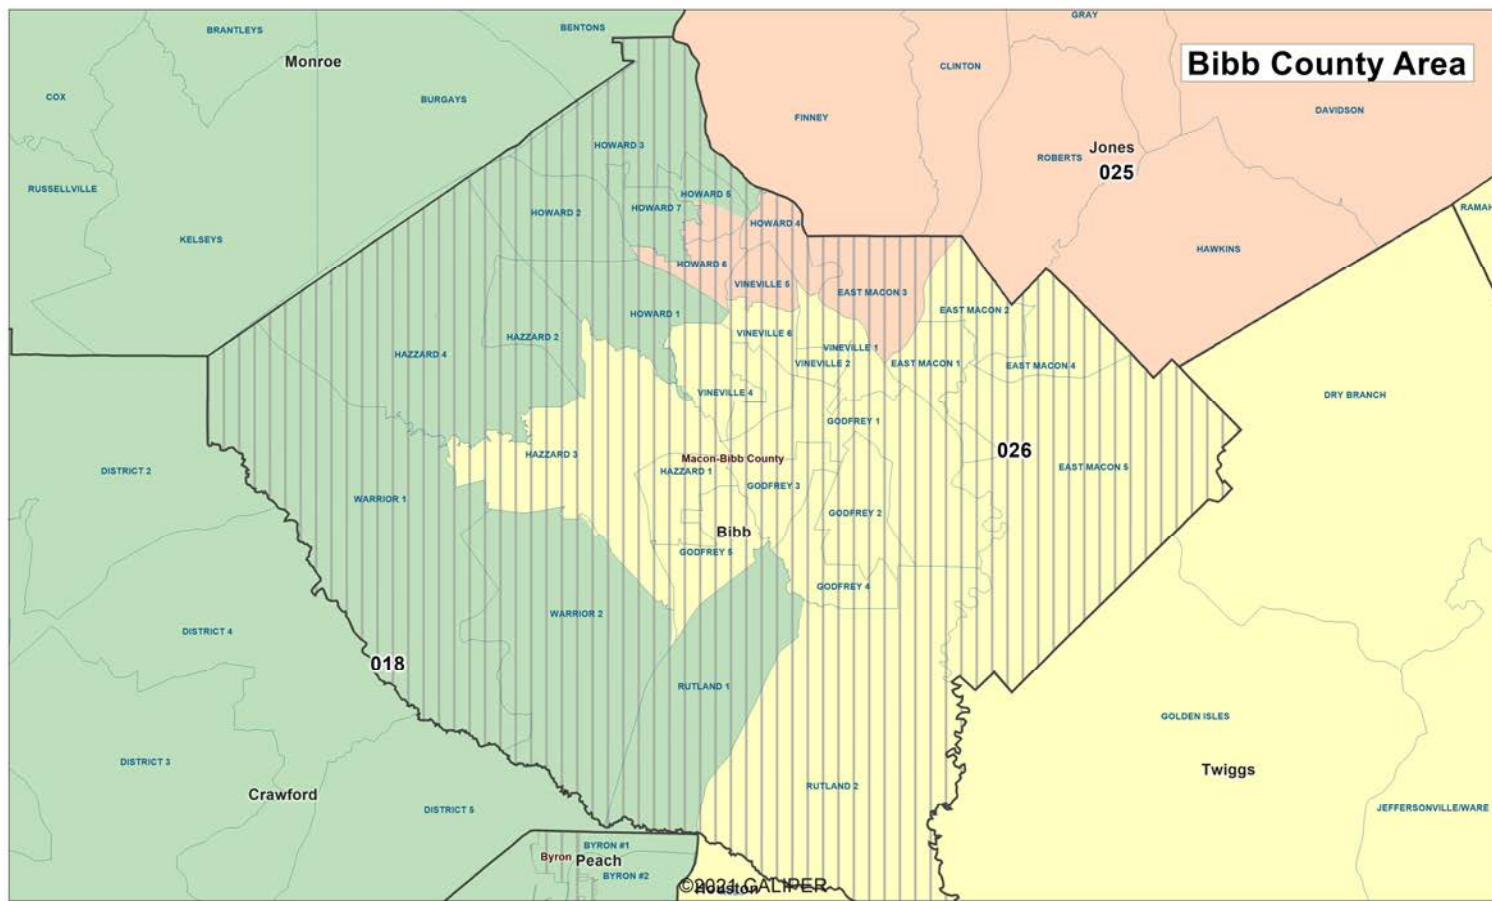 GRAY
BRANTLEYS
BENTONS
Monroe
Bibb County Area
CLINTON
COX
BURGAYS
DAVIDSON
FINNEY
HOWARD 3
Jones
ROBERTS
025
RUSSELLVILLE
HOWARD 5
HOWARD 7
RAMAH
HOWARD 2
HOWARD 4
KELSEYS
HAWKINS
HOWARD 6
VINEVILLE 5
EAST MACON 3
HOWARD 1
EAST MACON 2
VINEVILLE 6
HAZZARD 2
VINEVILLE 1
HAZZARD 4
VINEVILLE 2
EAST MACON 1
EAST MACON 4
VINEVILLE 4
DRY BRANCH
GODFREY 1
026
HAZZARD 3
Macon-Bibb County
EAST MACON 5
DISTRICT 2
HAZZARD 1
GODFREY 3
WARRIOR 1
GODFREY 2
Bibb
GODFREY 5
GODFREY 4
WARRIOR 2
DISTRICT 4
018
RUTLAND 1
GOLDEN ISLES
DISTRICT 3
Twiggs
RUTLAND 2
Crawford
DISTRICT 5
JEFFERSONVILLE/WARE
BYRON #1
Byron
Peach
BYRON #2
©2021 CALIPER
Houston